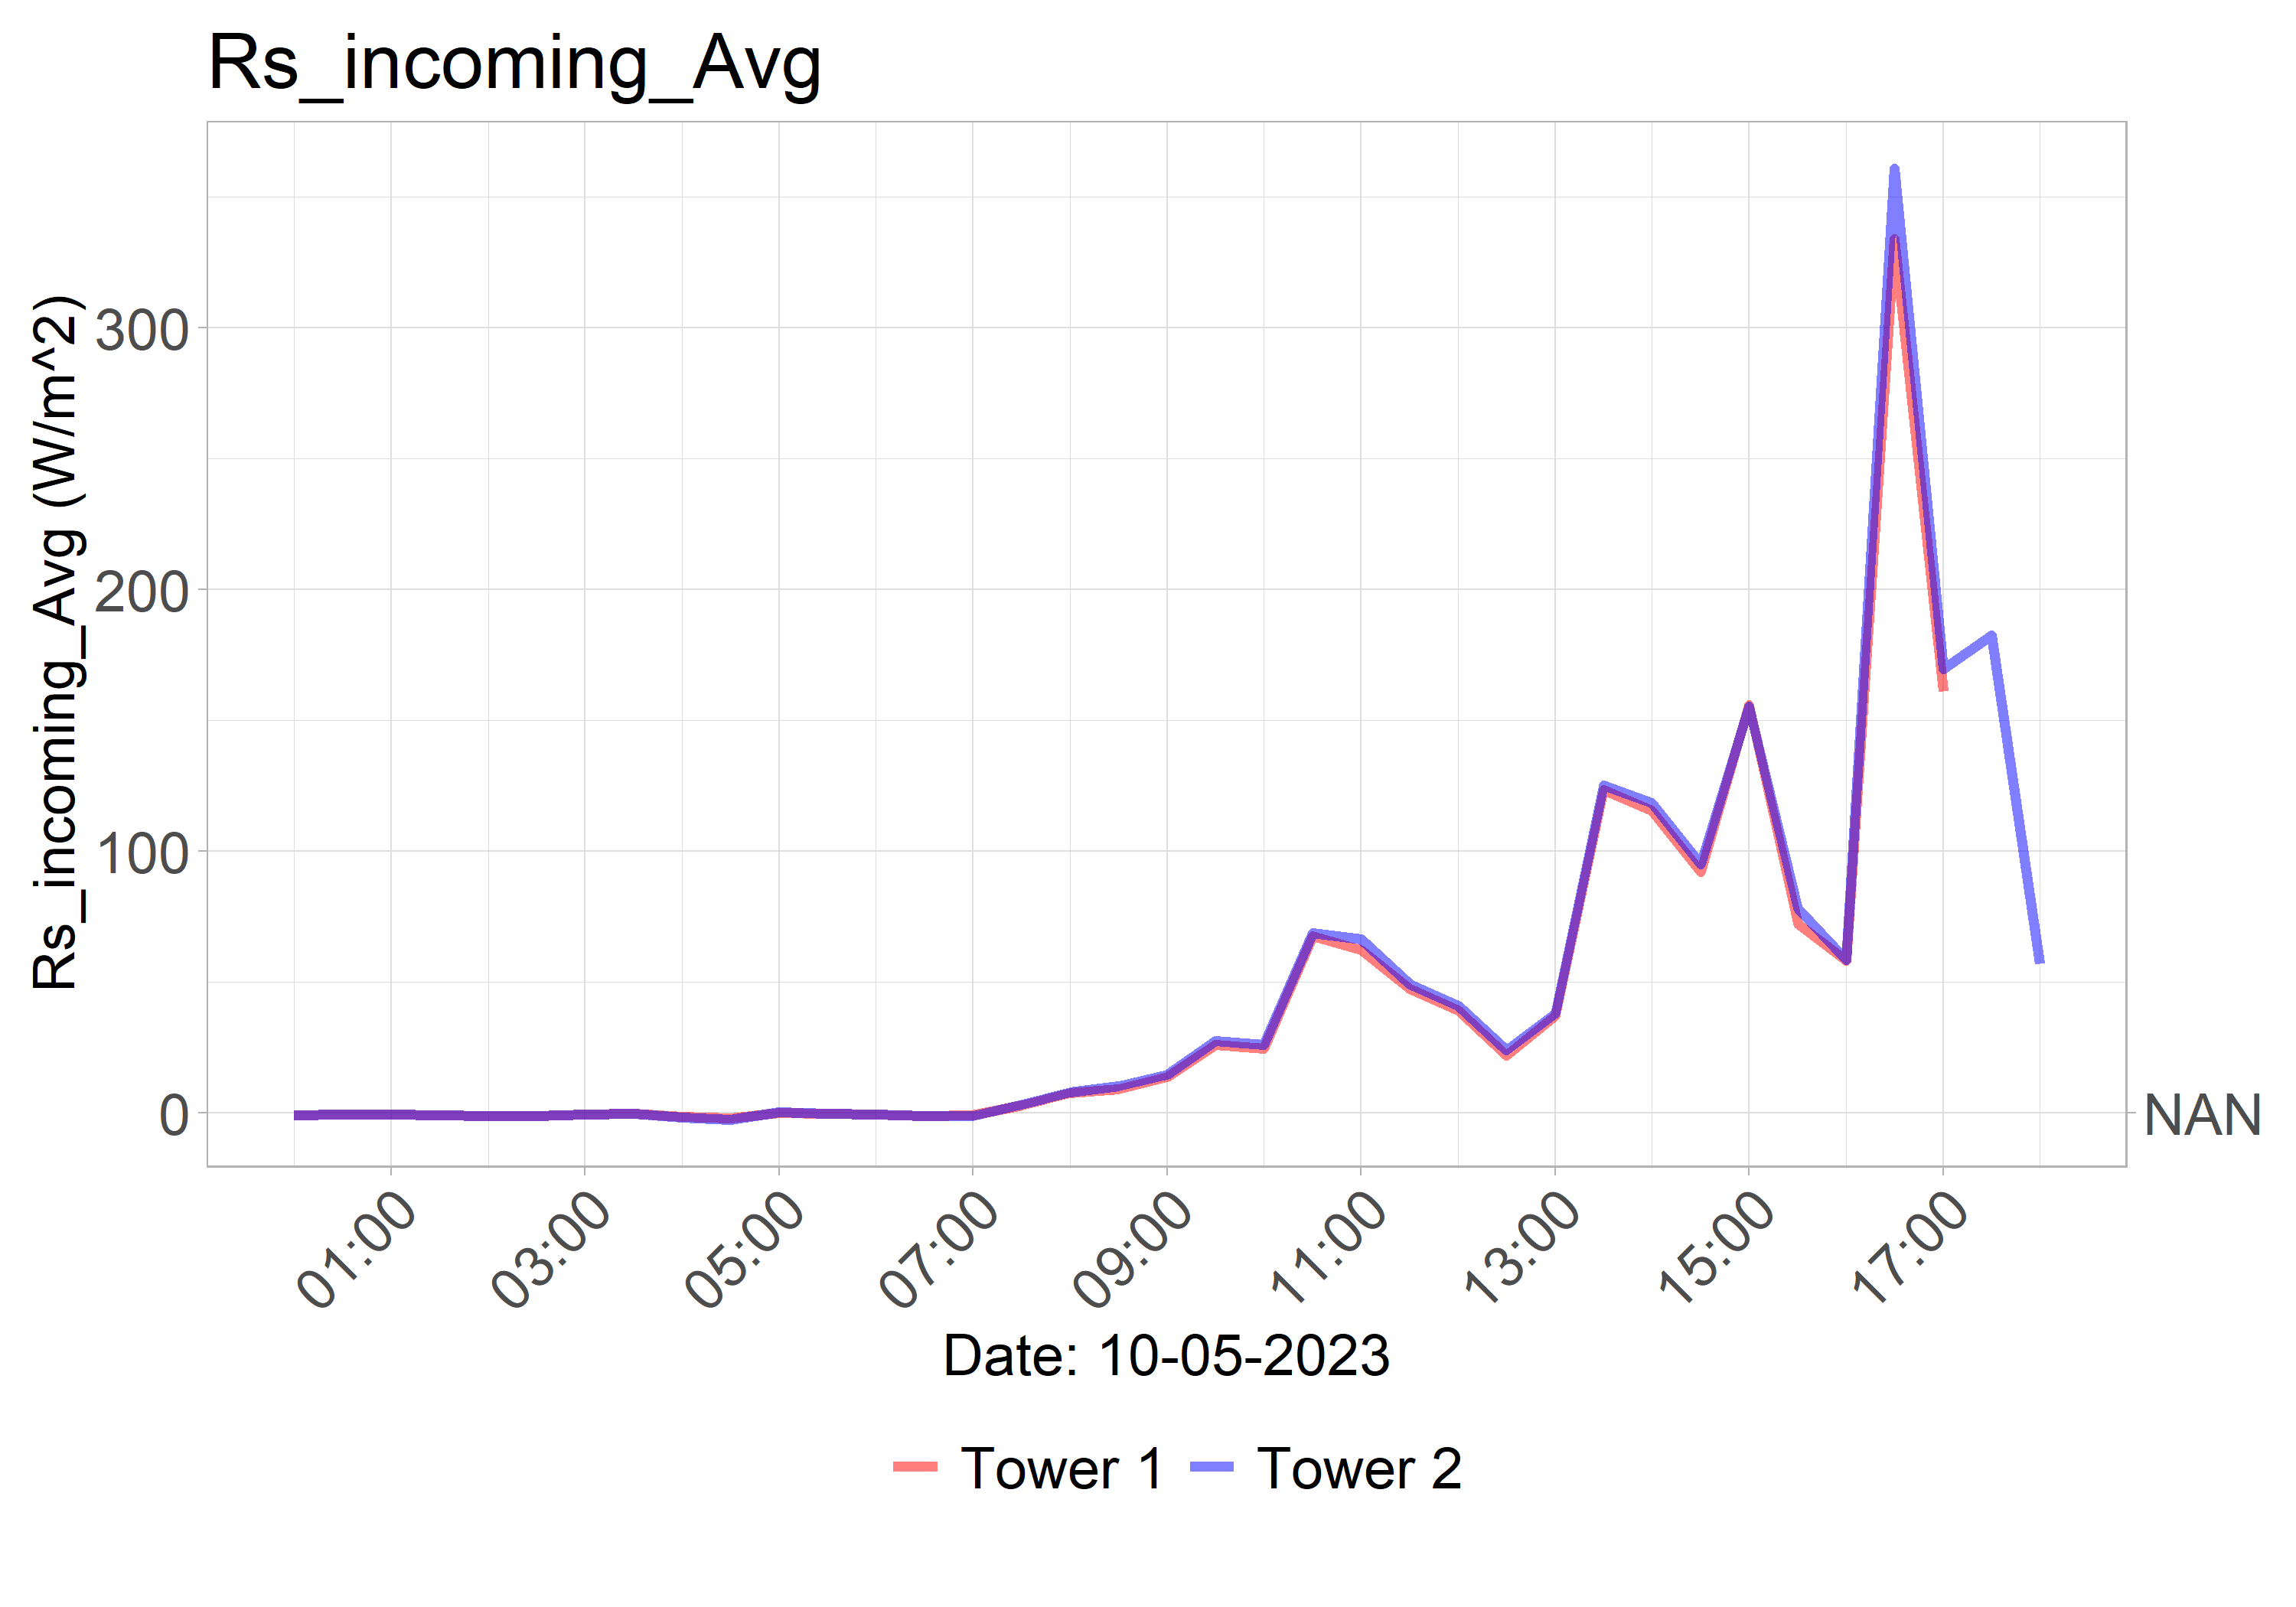 Rs_incoming_Avg
Rs_incoming_Avg (W/m^2)
300
200
100
0
NAN
01:00 03:00 05:00 07:00 09:00 11:00 13:00 15:00 17:00
Date: 10-05-2023
Tower 1 Tower 2